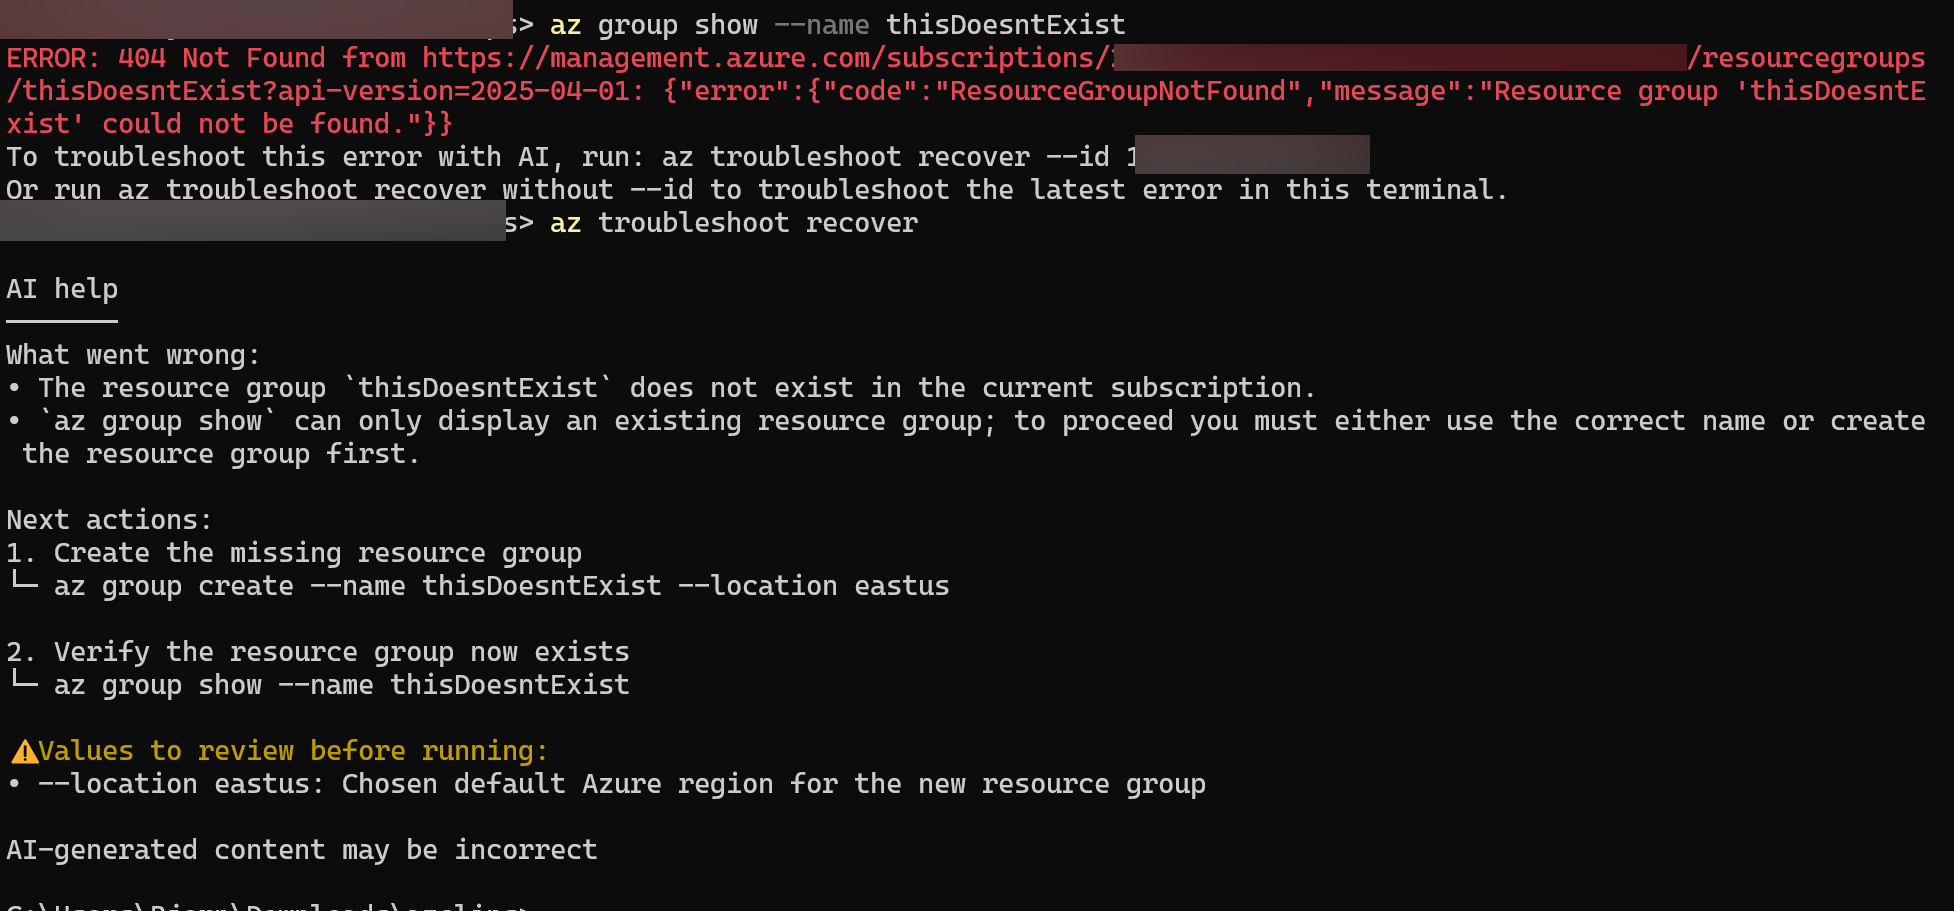 s> az group show --name thisDoesntExist
ERROR: 404 Not Found from https://management.azure.com/subscriptions/ /resourcegroups
/thisDoesntExist?api-version=2025-04-01: {"error":{"code":"ResourceGroupNotFound","message":"Resource group 'thisDoesntE
xist' could not be found."}}
To troubleshoot this error with AI, run: az troubleshoot recover --id 1
Or run az troubleshoot recover without --id to troubleshoot the latest error in this terminal.
s> az troubleshoot recover
AI help
What went wrong:
• The resource group `thisDoesntExist` does not exist in the current subscription.
• `az group show` can only display an existing resource group; to proceed you must either use the correct name or create
the resource group first.
Next actions:
1. Create the missing resource group
└─ az group create --name thisDoesntExist --location eastus
2. Verify the resource group now exists
└─ az group show --name thisDoesntExist
⚠Values to review before running:
• --location eastus: Chosen default Azure region for the new resource group
AI-generated content may be incorrect